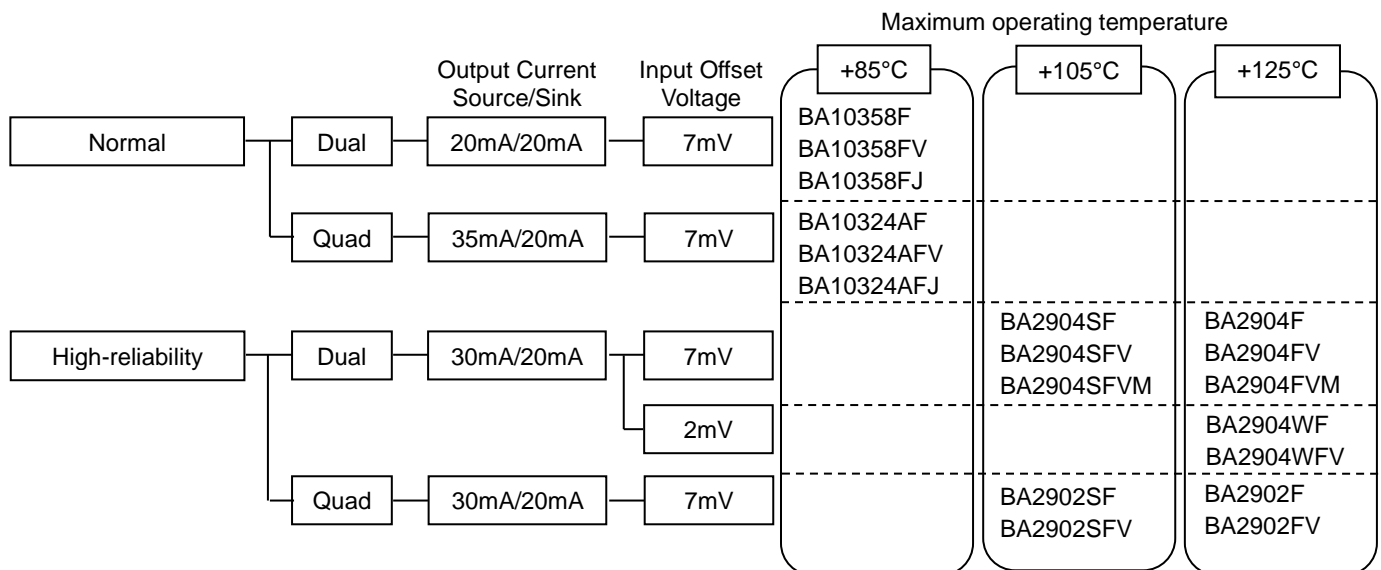 Maximum operating temperature
Output Current
Source/Sink
Input Offset
Voltage
+85°C
+105°C
+125°C
Normal
Dual
20mA/20mA
7mV
BA10358F
BA10358FV
BA10358FJ
Quad
35mA/20mA
7mV
BA10324AF
BA10324AFV
BA10324AFJ
High-reliability
Dual
30mA/20mA
7mV
BA2904SF
BA2904SFV
BA2904SFVM
BA2904F
BA2904FV
BA2904FVM
2mV
BA2904WF
BA2904WFV
Quad
30mA/20mA
7mV
BA2902SF
BA2902SFV
BA2902F
BA2902FV